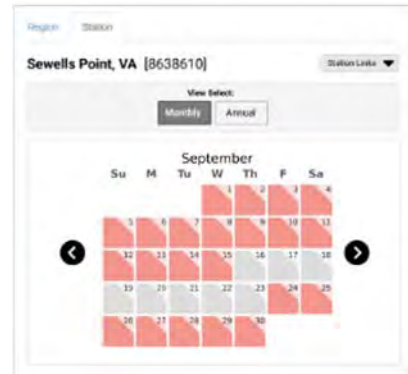 Region Station
Sewells Point, VA [8638610]
Station Links
View Select:
Monthly Annual
September
Su M Tu W Th F Sa
1 2 3 4
5 6 7 8 9 10 11
12 13 14 15 16 17 18
19 20 21 22 23 24 25
26 27 28 29 30